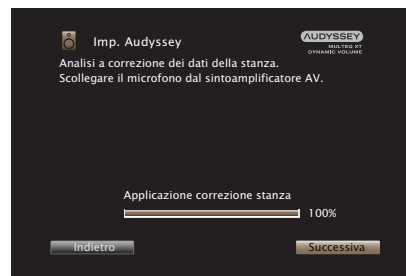 Imp. Audyssey
AUDYSSEY
MULTEQ XT
DYNAMIC VOLUME
Analisi a correzione dei dati della stanza.
Scollegare il microfono dal sintoamplificatore AV.
Applicazione correzione stanza
100%
Indietro
Successiva